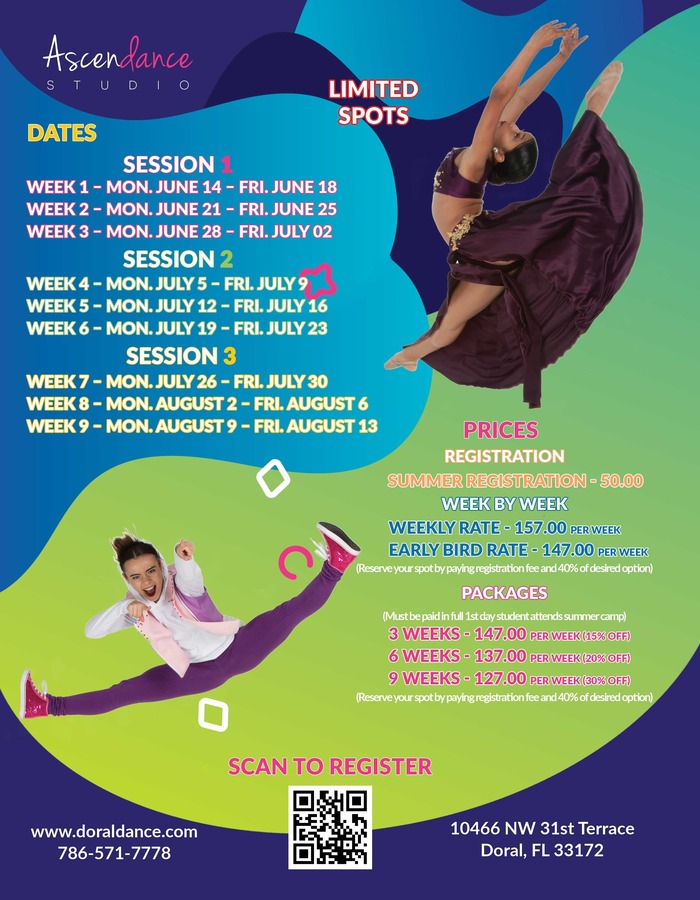 Ascendance
STUDIO
LIMITED
SPOTS
DATES
SESSION 1
WEEK 1 – MON. JUNE 14 – FRI. JUNE 18
WEEK 2 – MON. JUNE 21 – FRI. JUNE 25
WEEK 3 – MON. JUNE 28 – FRI. JULY 02
SESSION 2
WEEK 4 – MON. JULY 5 – FRI. JULY 9
WEEK 5 – MON. JULY 12 – FRI. JULY 16
WEEK 6 – MON. JULY 19 – FRI. JULY 23
SESSION 3
WEEK 7 – MON. JULY 26 – FRI. JULY 30
WEEK 8 – MON. AUGUST 2 – FRI. AUGUST 6
WEEK 9 – MON. AUGUST 9 – FRI. AUGUST 13
PRICES
REGISTRATION
SUMMER REGISTRATION - 50.00
WEEK BY WEEK
WEEKLY RATE - 157.00 PER WEEK
EARLY BIRD RATE - 147.00 PER WEEK
(Reserve your spot by paying registration fee and 40% of desired option)
PACKAGES
(Must be paid in full 1st day student attends summer camp)
3 WEEKS - 147.00 PER WEEK (15% OFF)
6 WEEKS - 137.00 PER WEEK (20% OFF)
9 WEEKS - 127.00 PER WEEK (30% OFF)
(Reserve your spot by paying registration fee and 40% of desired option)
SCAN TO REGISTER
www.doraldance.com
786-571-7778
10466 NW 31st Terrace
Doral, FL 33172